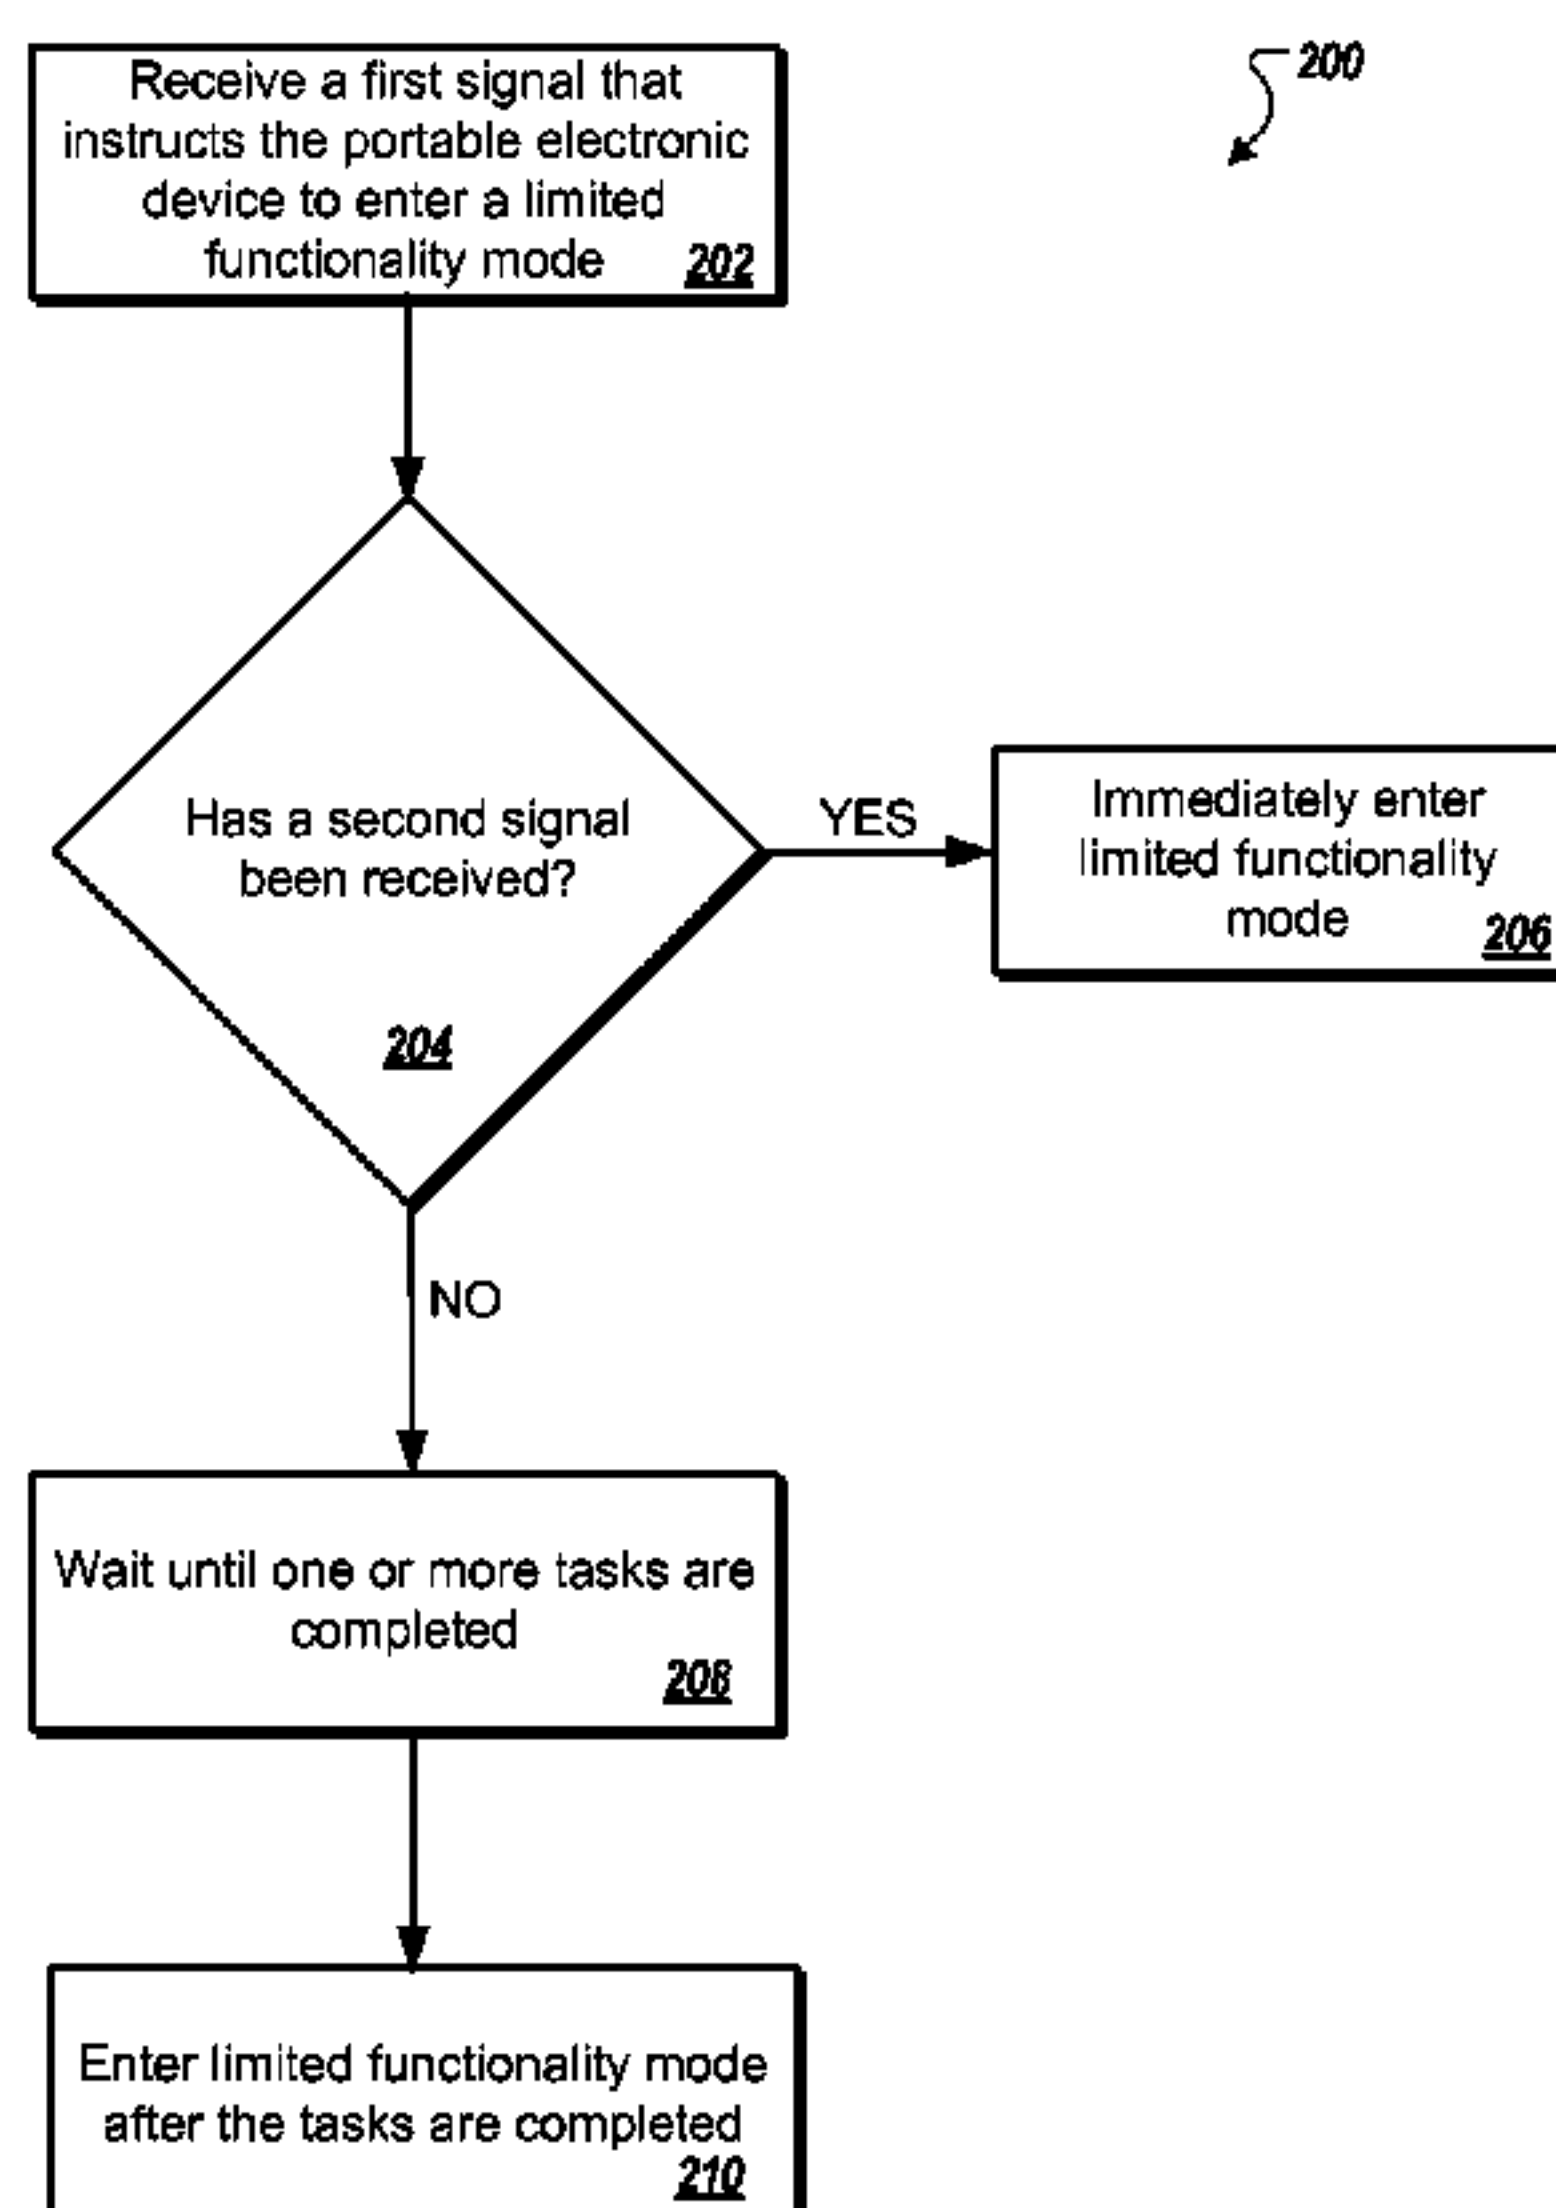 200
Receive a first signal that
instructs the portable electronic
device to enter a limited
functionality mode
202
Has a second signal
been received?
204
YES
Immediately enter
limited functionality
mode
206
NO
Wait until one or more tasks are
completed
208
Enter limited functionality mode
after the tasks are completed
210